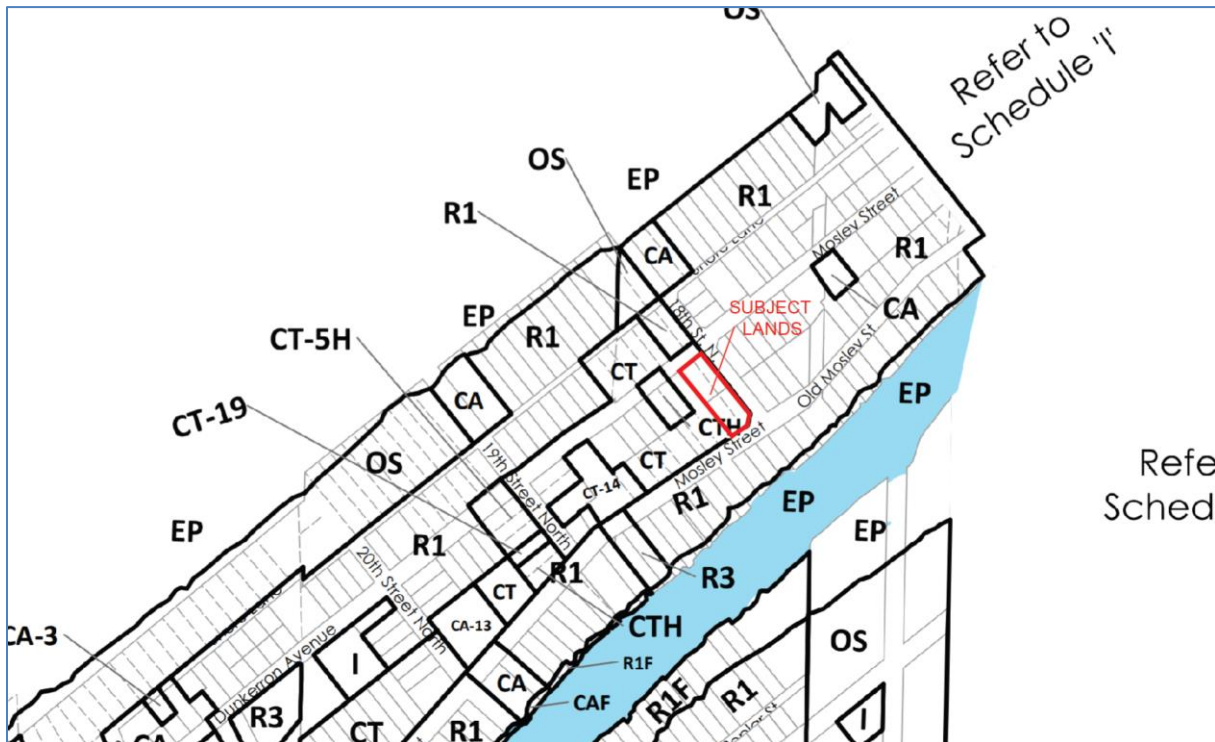 OS
Refer to
Schedule 'I'
OS
EP
R1
R1
CA
Mosley Street
R1
EP
18th St. N
SUBJECT
LANDS
CA
CT-5H
R1
CT
Old Mosley St
EP
CT-19
CA
CTH
OS
19th Street North
CT
Mosley Street
Refe
Sched
EP
CT-14
R1
EP
EP
R1
20th Street North
R1
R3
CT
CA-3
CA-13
CTH
OS
Dunkerron Avenue
I
R1F
CA
R1F
R1
R3
CAF
I
CT
R1
CA